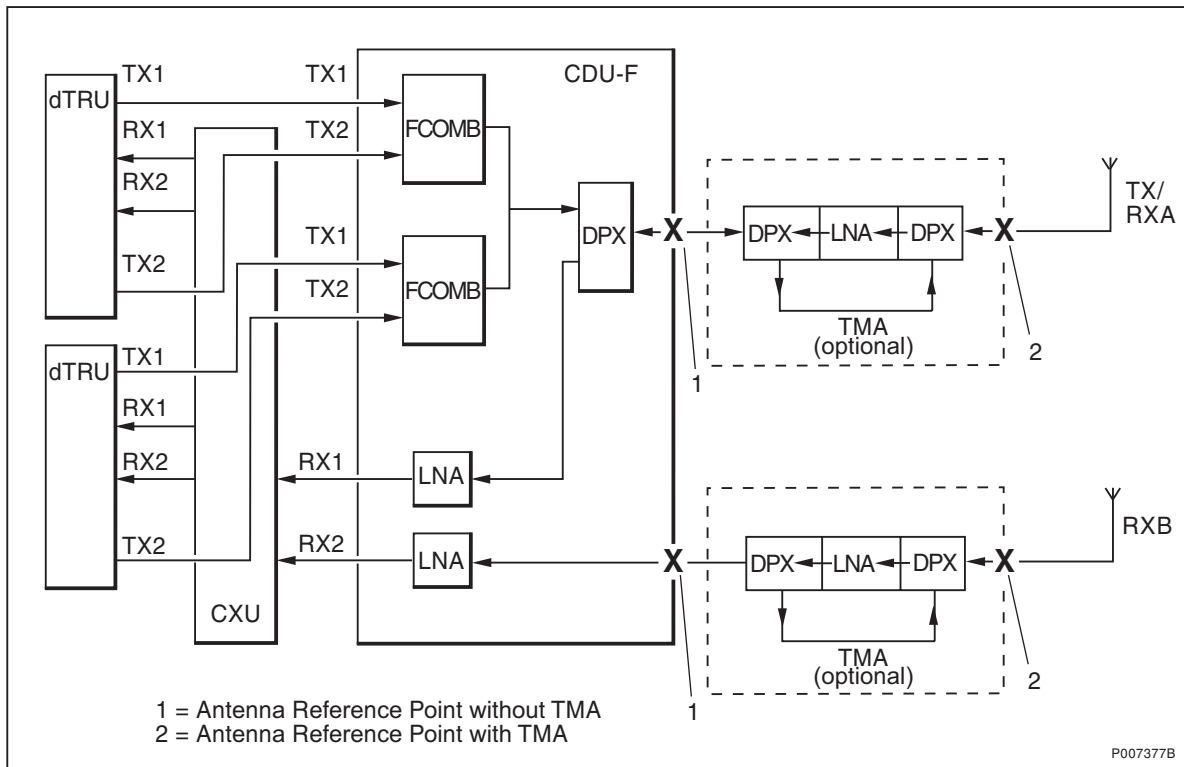 TX1
TX1
CDU-F
dTRU
RX1
TX2
FCOMB
RX2
TX/
RXA
DPX
DPX
LNA
DPX
X
X
TX1
TX2
TX2
FCOMB
TMA
(optional)
1
2
dTRU
TX1
RX1
RX2
RX1
LNA
RXB
TX2
RX2
LNA
X
DPX
LNA
DPX
X
CXU
TMA
(optional)
1
2
1 = Antenna Reference Point without TMA
2 = Antenna Reference Point with TMA
P007377B